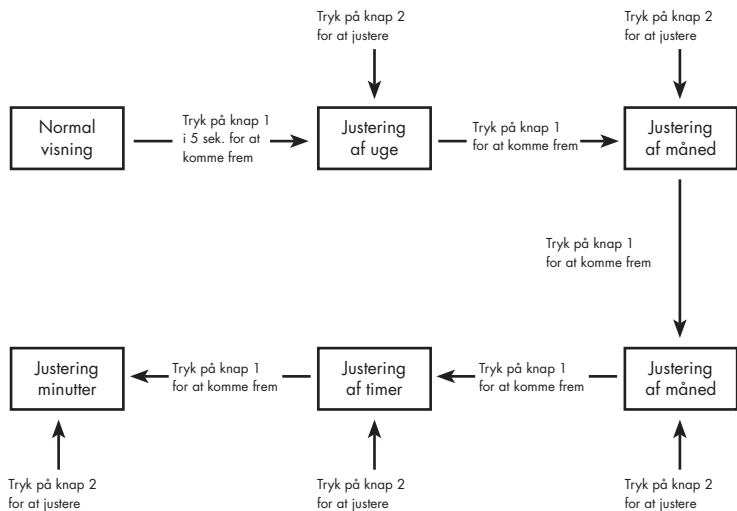 Tryk på knap 2
for at justere
Tryk på knap 2
for at justere
Normal
visning
Tryk på knap 1
i 5 sek. for at
komme frem
Justering
af uge
Tryk på knap 1
for at komme frem
Justering
af måned
Tryk på knap 1
for at komme frem
Justering
minutter
Tryk på knap 1
for at komme frem
Justering
af timer
Tryk på knap 1
for at komme frem
Justering
af måned
Tryk på knap 2
for at justere
Tryk på knap 2
for at justere
Tryk på knap 2
for at justere